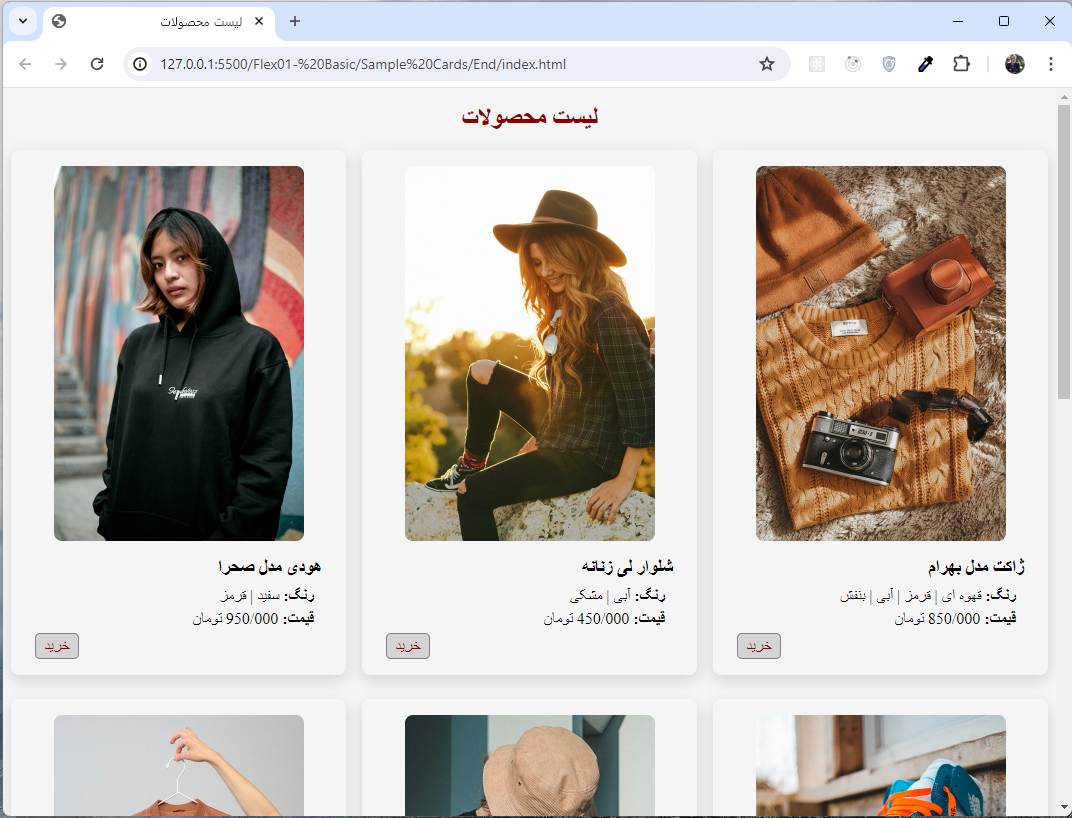 لیست محصولات
127.0.0.1:5500/Flex01-%20Basic/Sample%20Cards/End/index.html
لیست محصولات
ژاکت مدل بهرام
رنگ: قهوه ای | قرمز | آبی | بنفش
قیمت: 850/000 تومان
خرید
شلوار لی زنانه
رنگ: آبی | مشکی
قیمت: 450/000 تومان
خرید
هودی مدل صحرا
رنگ: سفید | قرمز
قیمت: 950/000 تومان
خرید